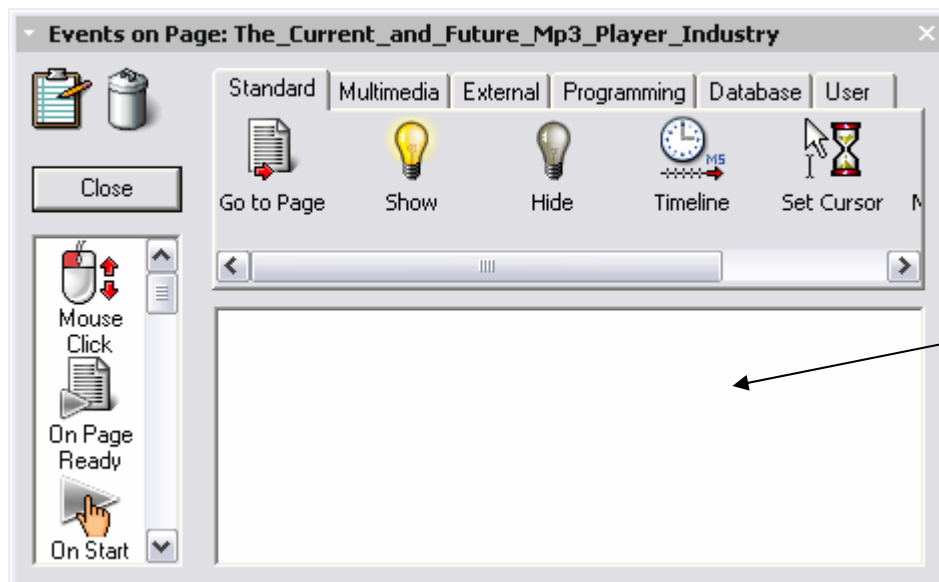 Events on Page: The_Current_and_Future_Mp3_Player_Industry
Standard Multimedia External Programming Database User
Close
Go to Page Show Hide Timeline Set Cursor
MS
Mouse
Click
On Page
Ready
On Start